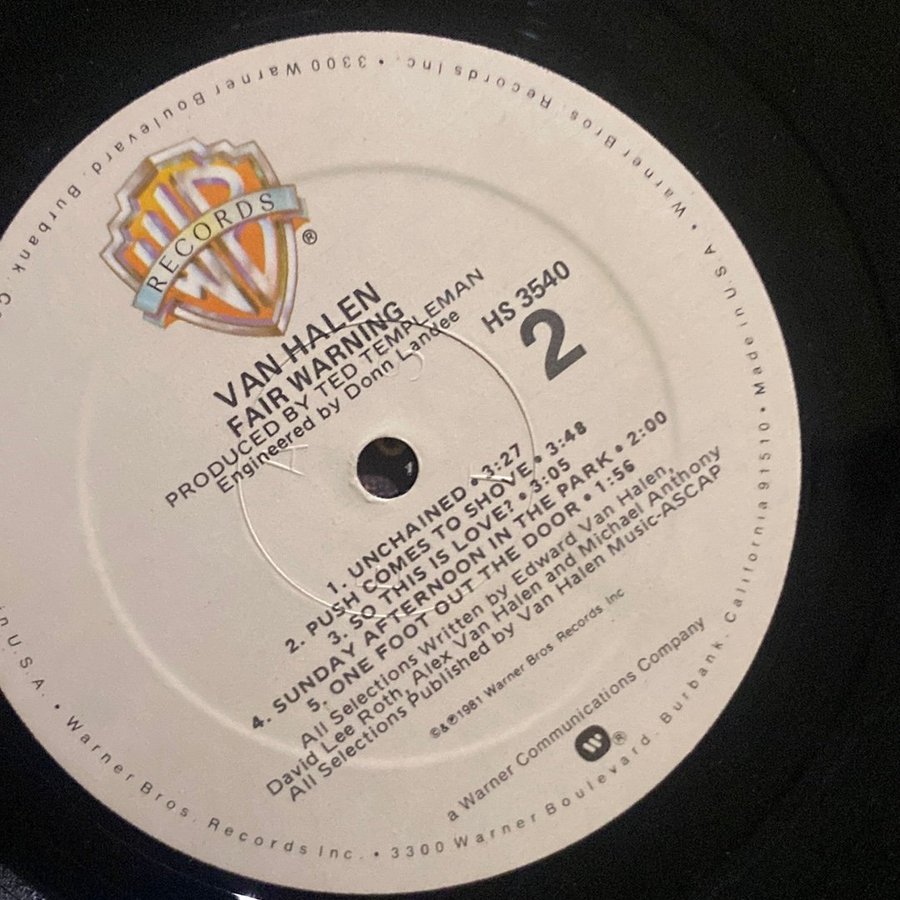 RECORDS
®
VAN HALEN
FAIR WARNING
PRODUCED BY TED TEMPLEMAN
Engineered by Donn Landee
HS 3540
2
1. UNCHAINED • 3:27
2. PUSH COMES TO SHOVE • 3:48
3. SO THIS IS LOVE? • 3:05
4. SUNDAY AFTERNOON IN THE PARK • 2:00
5. ONE FOOT OUT THE DOOR • 1:56
All Selections Written by Edward Van Halen,
David Lee Roth, Alex Van Halen and Michael Anthony
All Selections Published by Van Halen Music-ASCAP
©&℗1981 Warner Bros Records Inc
a Warner Communications Company
®
Warner Bros. Records Inc. • 3300 Warner Boulevard, Burbank, California 91510 • Made in U.S.A. • Warner Bros. Records Inc. • 3300 Warner Boulevard, Burbank,